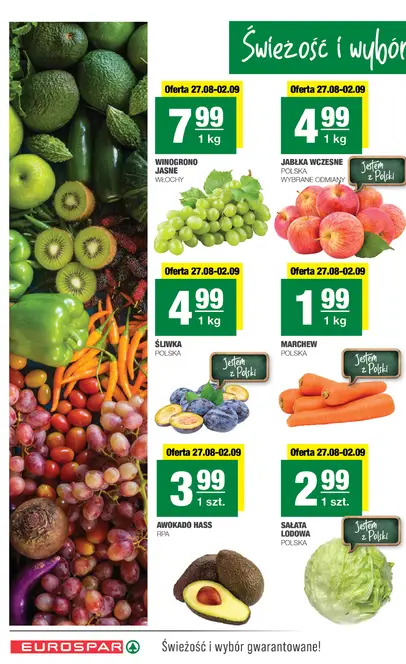 Świeżość i wybór
Oferta 27.08-02.09
7 99
1 kg
WINOGRONO
JASNE
WŁOCHY
Oferta 27.08-02.09
4 99
1 kg
JABŁKA WCZESNE
POLSKA
WYBRANE ODMIANY
Jestem
z Polski
Oferta 27.08-02.09
4 99
1 kg
ŚLIWKA
POLSKA
Jestem
z Polski
Oferta 27.08-02.09
1 99
1 kg
MARCHEW
POLSKA
Jestem
z Polski
Oferta 27.08-02.09
3 99
1 szt.
AWOKADO HASS
RPA
Oferta 27.08-02.09
2 99
1 szt.
SAŁATA
LODOWA
POLSKA
Jestem
z Polski
EUROSPAR
Świeżość i wybór gwarantowane!